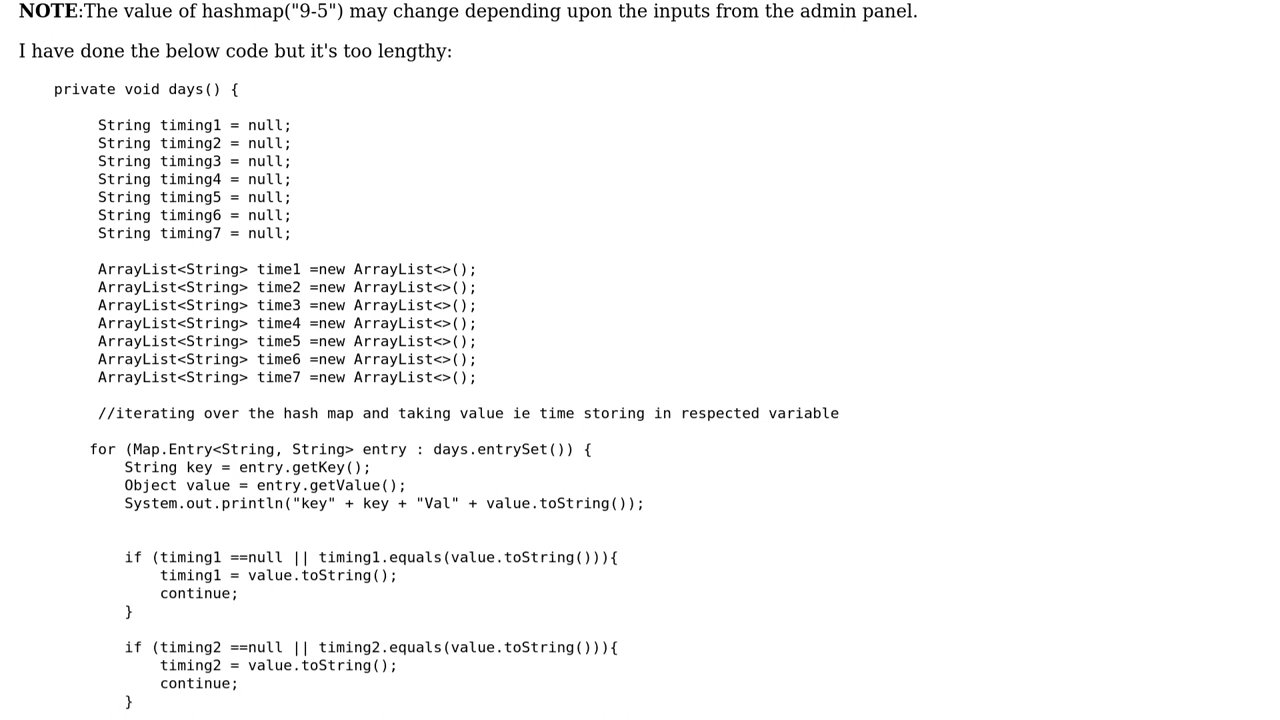 NOTE:The value of hashmap("9-5") may change depending upon the inputs from the admin panel.
I have done the below code but it's too lengthy:
private void days() {
String timing1 = null;
String timing2 = null;
String timing3 = null;
String timing4 = null;
String timing5 = null;
String timing6 = null;
String timing7 = null;
ArrayList<String> time1 =new ArrayList<>();
ArrayList<String> time2 =new ArrayList<>();
ArrayList<String> time3 =new ArrayList<>();
ArrayList<String> time4 =new ArrayList<>();
ArrayList<String> time5 =new ArrayList<>();
ArrayList<String> time6 =new ArrayList<>();
ArrayList<String> time7 =new ArrayList<>();
//iterating over the hash map and taking value ie time storing in respected variable
for (Map.Entry<String, String> entry : days.entrySet()) {
String key = entry.getKey();
Object value = entry.getValue();
System.out.println("key" + key + "Val" + value.toString());
if (timing1 ==null || timing1.equals(value.toString())){
timing1 = value.toString();
continue;
}
if (timing2 ==null || timing2.equals(value.toString())){
timing2 = value.toString();
continue;
}